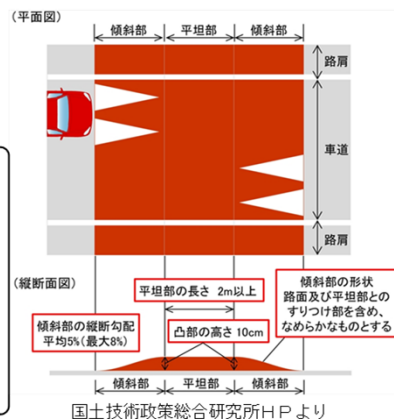 (平面図)
傾斜部 平坦部 傾斜部
路肩
車道
路肩
(縦断面図)
平坦部の長さ 2m以上
傾斜部の形状
路面及び平坦部との
すりつけ部を含め、
なめらかなものとする
傾斜部の縦断勾配
平均5%(最大8%)
凸部の高さ 10cm
傾斜部 平坦部 傾斜部
国土技術政策総合研究所HPより